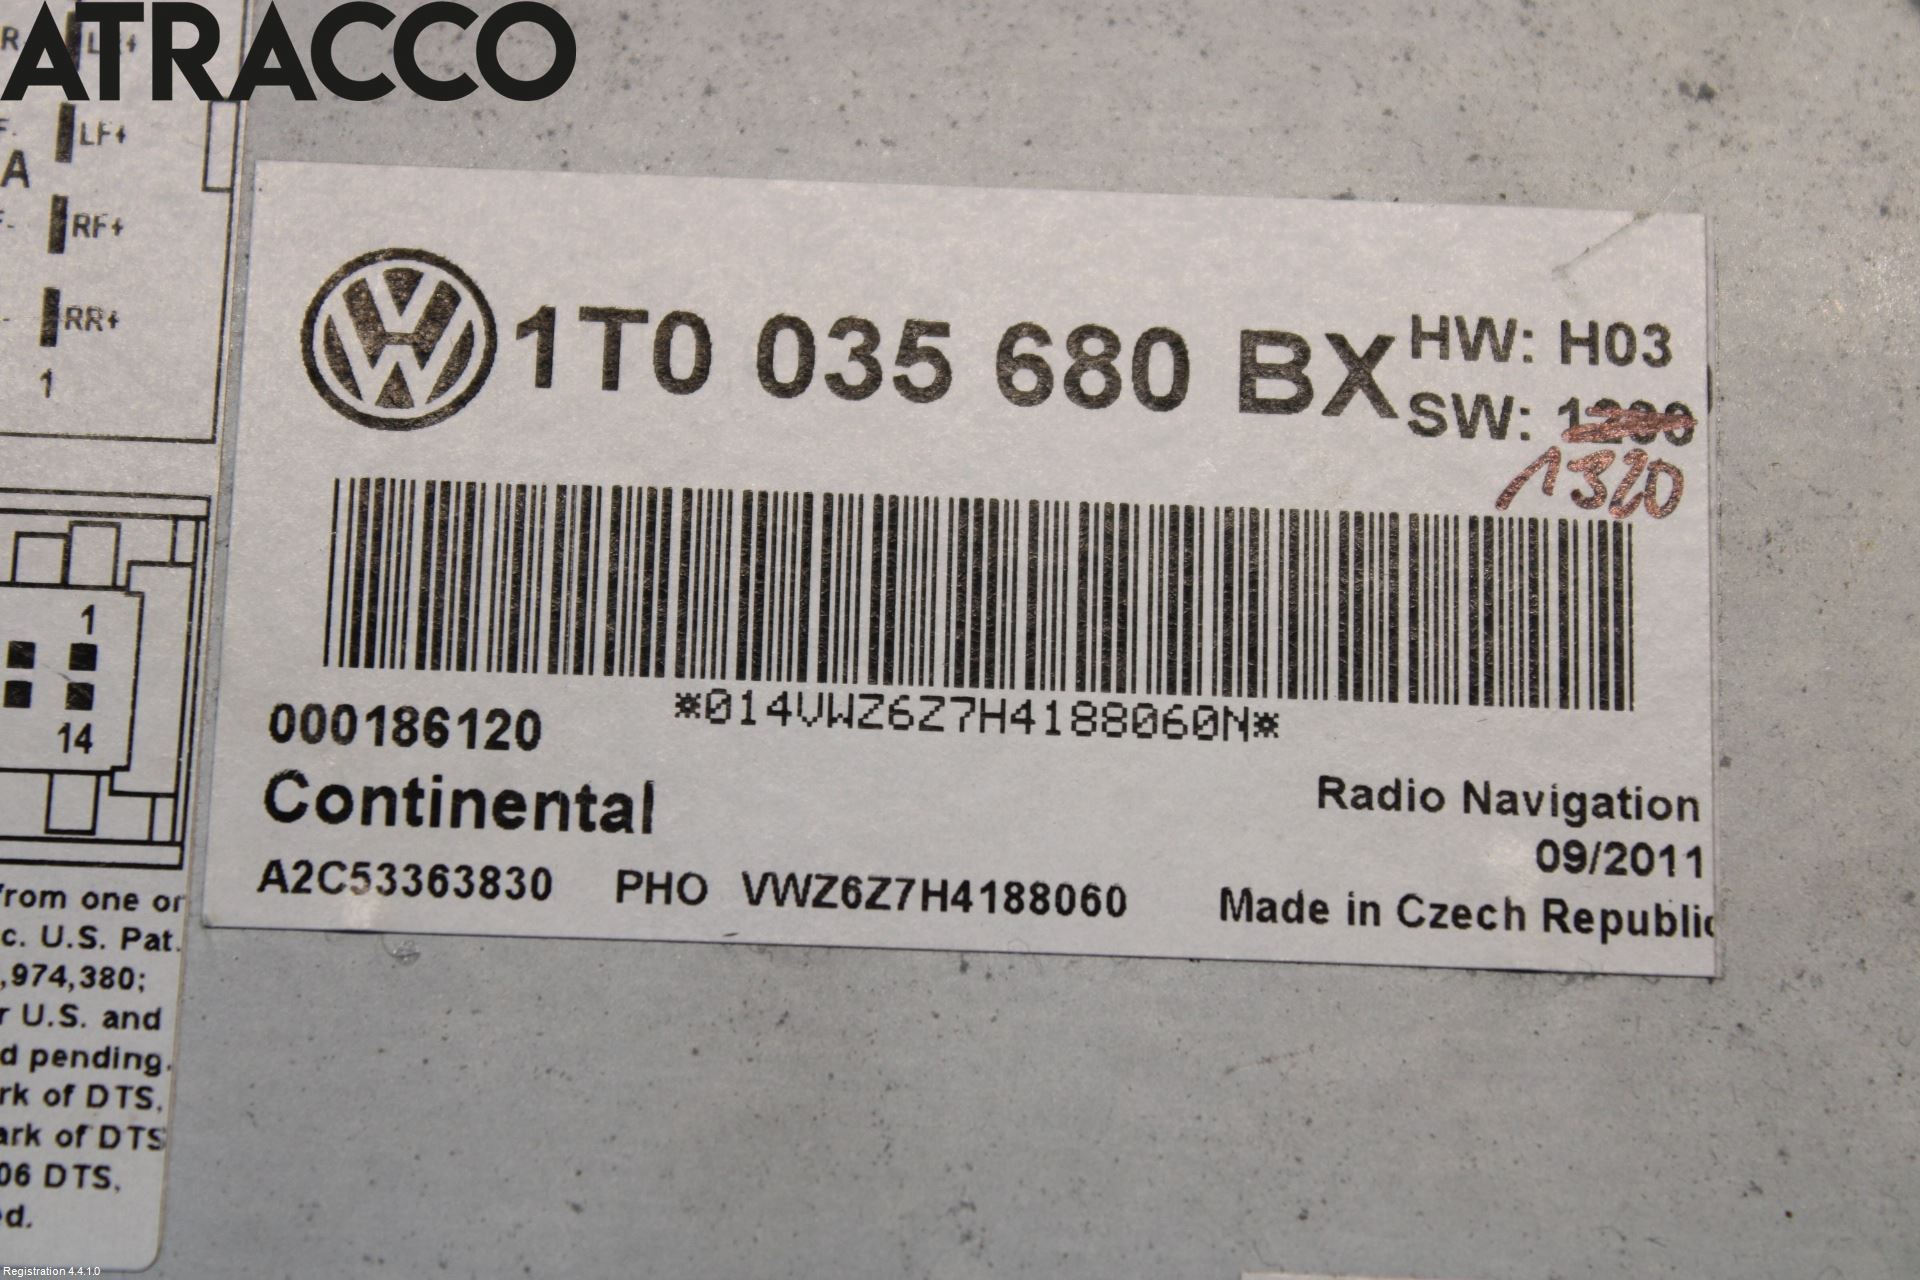 ATRACCO
LF+
A
RF+
RR+
1
1T0 035 680 BX
HW: H03
SW: 1200
1320
1
14
*014VWZ6Z7H4188060N*
000186120
Continental
Radio Navigation
09/2011
A2C53363830 PHO VWZ6Z7H4188060
Made in Czech Republic
from one or
c. U.S. Pat.
,974,380;
r U.S. and
d pending.
rk of DTS,
ark of DTS
06 DTS,
ed.
Registration 4.4.1.0